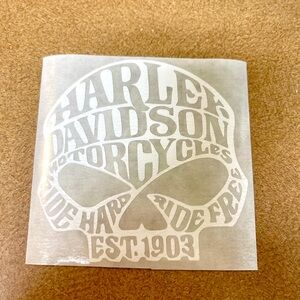 HARLEY
DAVIDSON
MOTORCYCLES
RIDE HARD RIDE FREE
EST. 1903